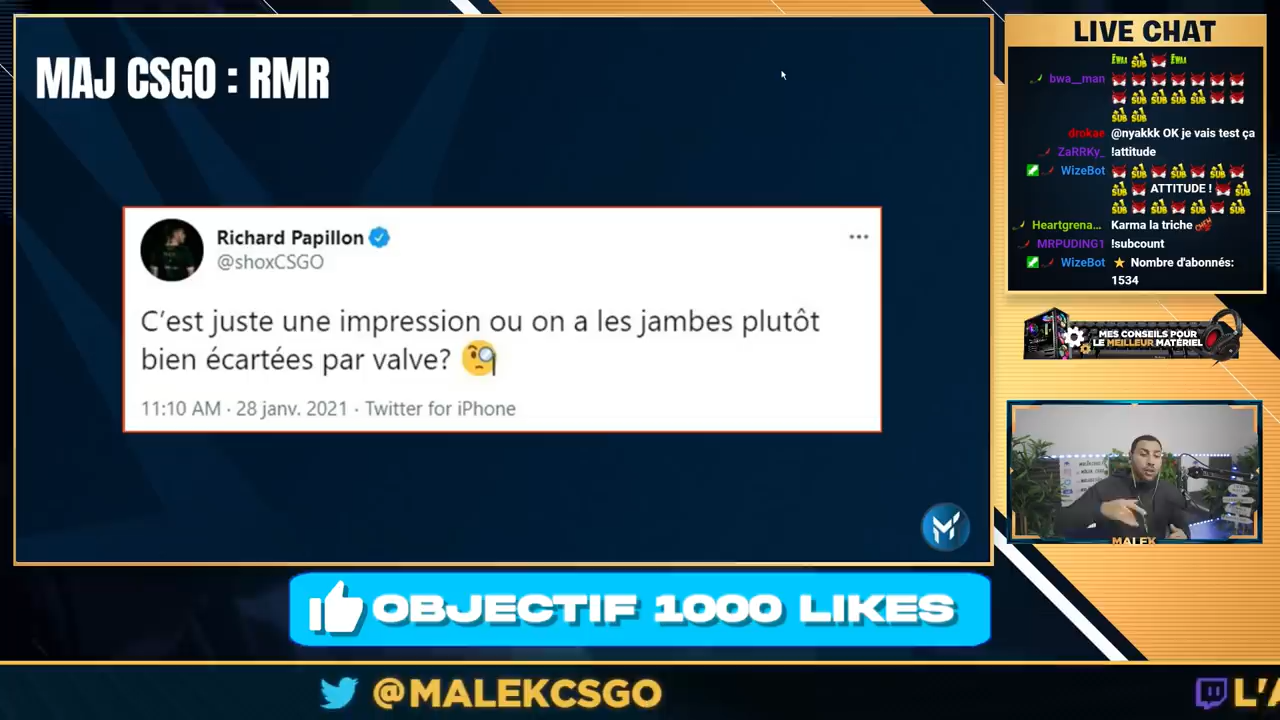 MAJ CSGO : RMR
Richard Papillon
@shoxCSGO
C’est juste une impression ou on a les jambes plutôt
bien écartées par valve? 🧐
11:10 AM · 28 janv. 2021 · Twitter for iPhone
LIVE CHAT
bwa__man
drokae @nyakkk OK je vais test ça
ZaRRKy_ !attitude
WizeBot
ATTITUDE !
Heartgrena... Karma la triche
MRPUDING1 !subcount
WizeBot Nombre d'abonnés:
1534
MES CONSEILS POUR
LE MEILLEUR MATÉRIEL
MALEK
OBJECTIF 1000 LIKES
@MALEKCSGO
L'A